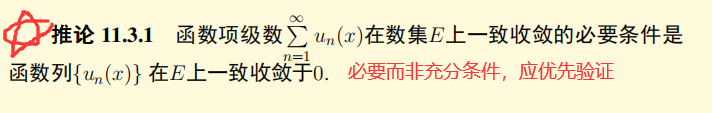 推论 11.3.1 函数项级数$\sum_{n=1}^{\infty} u_n(x)$在数集$E$上一致收敛的必要条件是
函数列$\{u_n(x)\}$ 在$E$上一致收敛于0. 必要而非充分条件，应优先验证